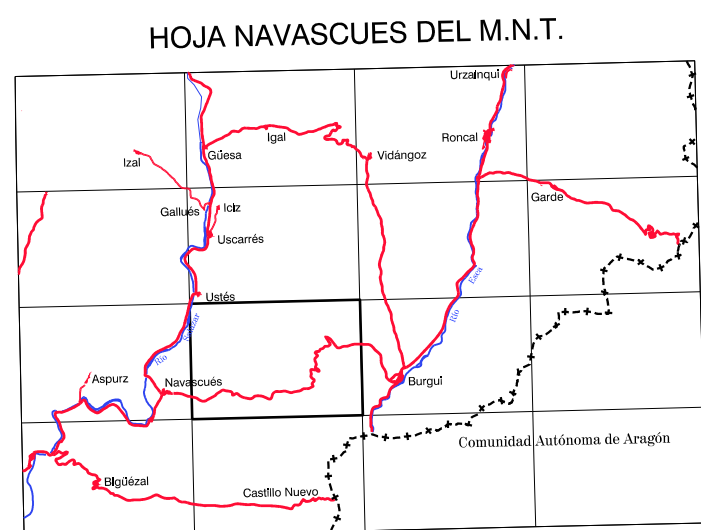 HOJA NAVASCUES DEL M.N.T.
Urzainqui
Roncal
Igal
Güesa
Vidángoz
Izal
Garde
Gallués
Iciz
Uscarrés
Ustés
Río Esca
Río Salazar
Aspurz
Navascués
Burgui
Comunidad Autónoma de Aragón
Bigüézal
Castillo Nuevo